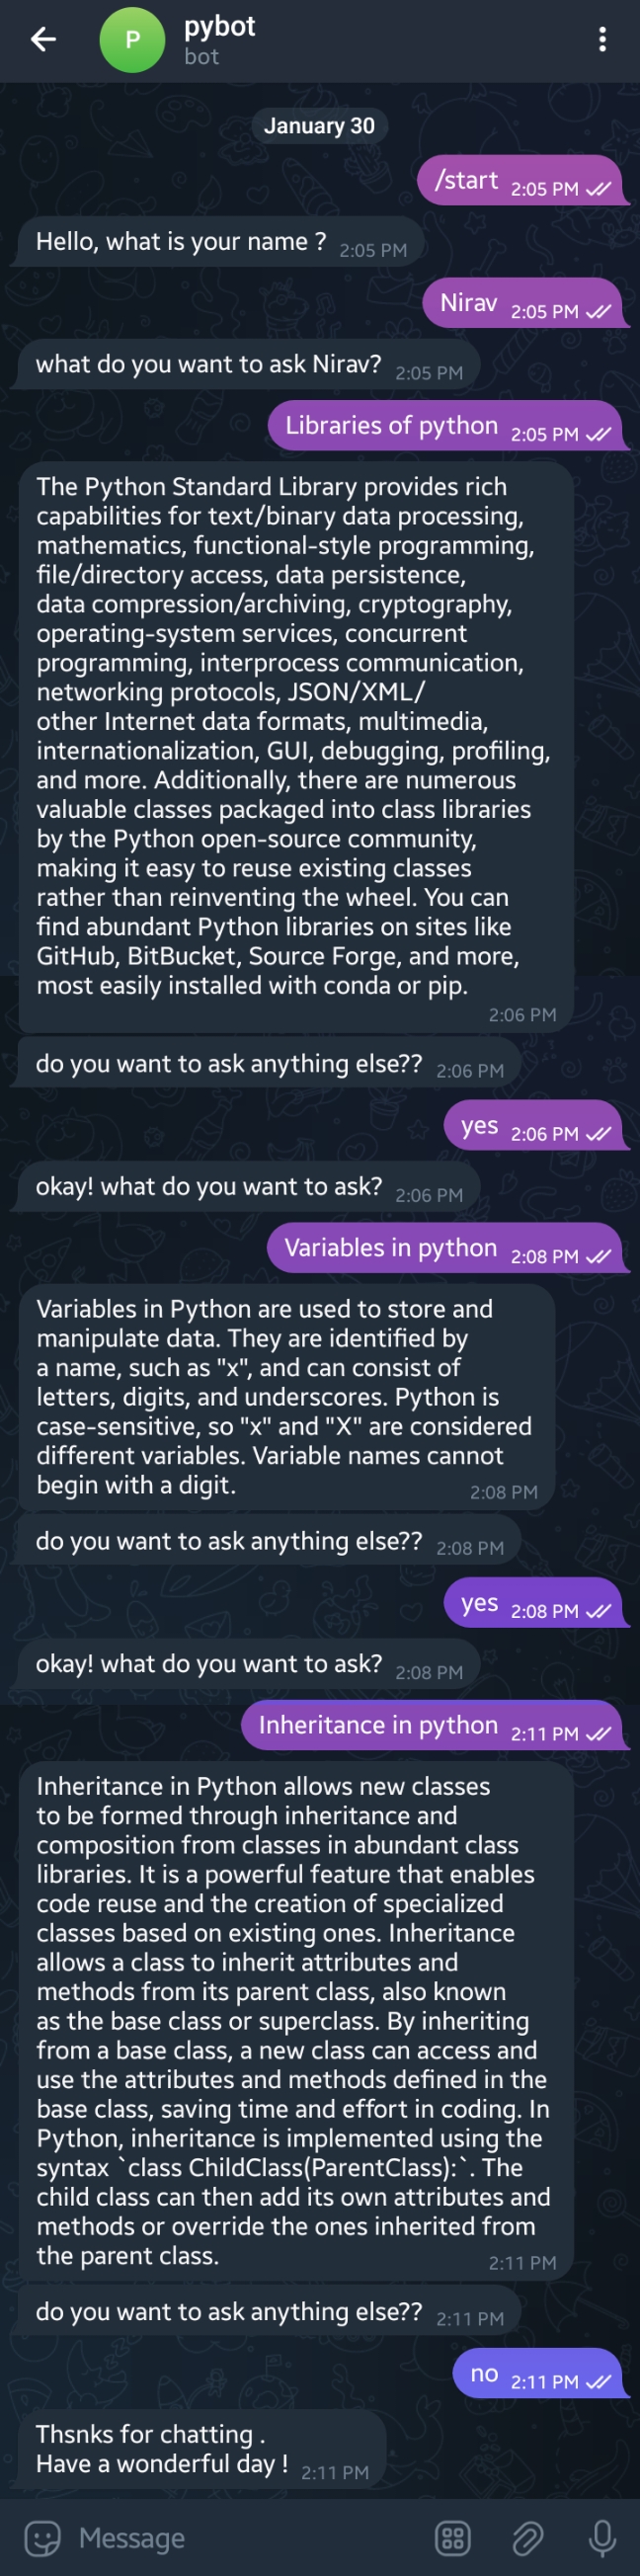 P
pybot
bot
January 30
/start 2:05 PM
Hello, what is your name ? 2:05 PM
Nirav 2:05 PM
what do you want to ask Nirav? 2:05 PM
Libraries of python 2:05 PM
The Python Standard Library provides rich
capabilities for text/binary data processing,
mathematics, functional-style programming,
file/directory access, data persistence,
data compression/archiving, cryptography,
operating-system services, concurrent
programming, interprocess communication,
networking protocols, JSON/XML/
other Internet data formats, multimedia,
internationalization, GUI, debugging, profiling,
and more. Additionally, there are numerous
valuable classes packaged into class libraries
by the Python open-source community,
making it easy to reuse existing classes
rather than reinventing the wheel. You can
find abundant Python libraries on sites like
GitHub, BitBucket, Source Forge, and more,
most easily installed with conda or pip.
2:06 PM
do you want to ask anything else?? 2:06 PM
yes 2:06 PM
okay! what do you want to ask? 2:06 PM
Variables in python 2:08 PM
Variables in Python are used to store and
manipulate data. They are identified by
a name, such as "x", and can consist of
letters, digits, and underscores. Python is
case-sensitive, so "x" and "X" are considered
different variables. Variable names cannot
begin with a digit. 2:08 PM
do you want to ask anything else?? 2:08 PM
yes 2:08 PM
okay! what do you want to ask? 2:08 PM
Inheritance in python 2:11 PM
Inheritance in Python allows new classes
to be formed through inheritance and
composition from classes in abundant class
libraries. It is a powerful feature that enables
code reuse and the creation of specialized
classes based on existing ones. Inheritance
allows a class to inherit attributes and
methods from its parent class, also known
as the base class or superclass. By inheriting
from a base class, a new class can access and
use the attributes and methods defined in the
base class, saving time and effort in coding. In
Python, inheritance is implemented using the
syntax `class ChildClass(ParentClass):`. The
child class can then add its own attributes and
methods or override the ones inherited from
the parent class. 2:11 PM
do you want to ask anything else?? 2:11 PM
no 2:11 PM
Thsnks for chatting .
Have a wonderful day ! 2:11 PM
Message